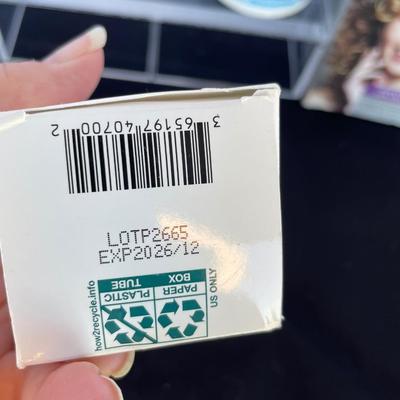 3 65197 40700 2
LOTP2665
EXP2026/12
PAPER BOX
PLASTIC TUBE
US ONLY
how2recycle.info